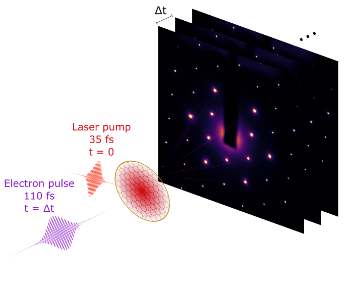 Δt
Laser pump
35 fs
t = 0
Electron pulse
110 fs
t = Δt